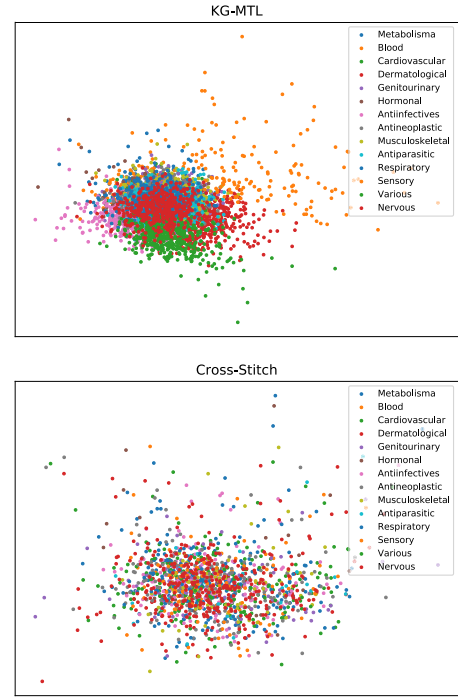 KG-MTL
Metabolisma
Blood
Cardiovascular
Dermatological
Genitourinary
Hormonal
Antiinfectives
Antineoplastic
Musculoskeletal
Antiparasitic
Respiratory
Sensory
Various
Nervous
Cross-Stitch
Metabolisma
Blood
Cardiovascular
Dermatological
Genitourinary
Hormonal
Antiinfectives
Antineoplastic
Musculoskeletal
Antiparasitic
Respiratory
Sensory
Various
Nervous